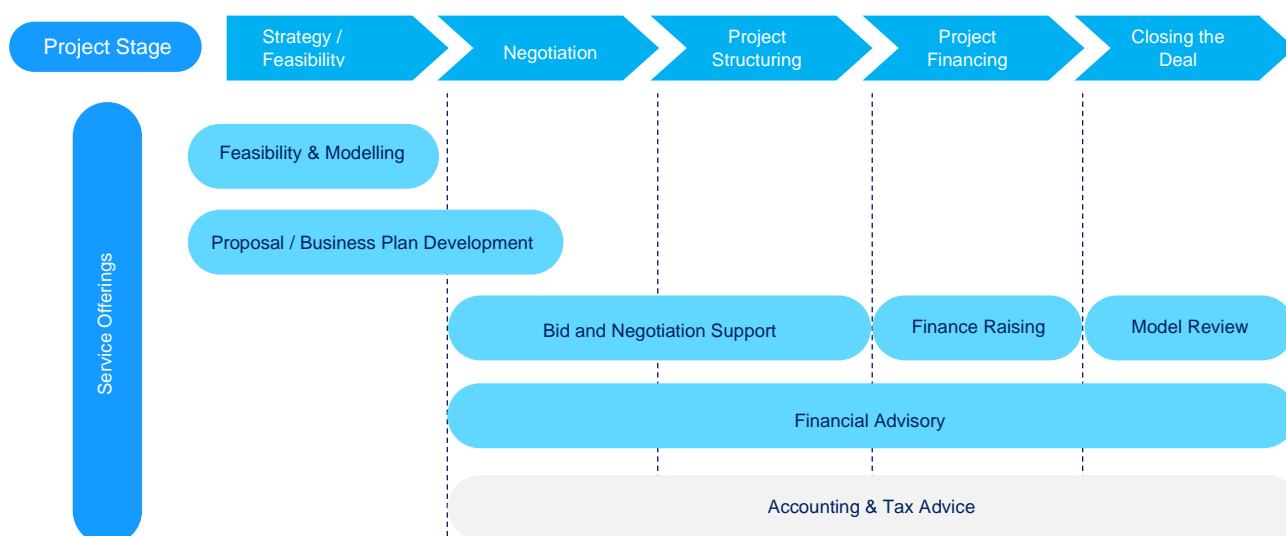 Project Stage
Strategy /
Feasibility
Negotiation
Project
Structuring
Project
Financing
Closing the
Deal
Service Offerings
Feasibility & Modelling
Proposal / Business Plan Development
Bid and Negotiation Support
Finance Raising
Model Review
Financial Advisory
Accounting & Tax Advice